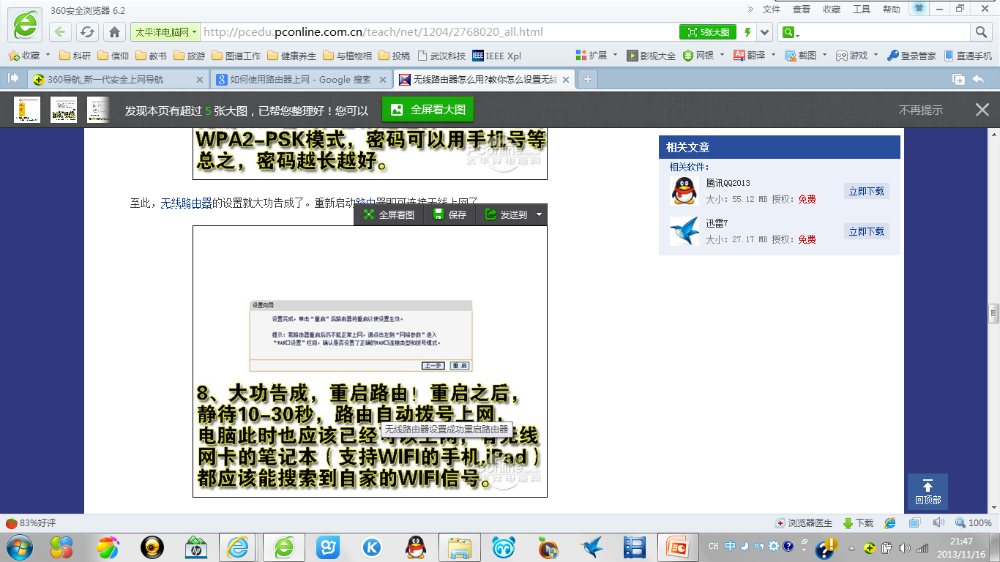 360安全浏览器 6.2
» 文件 查看 收藏 工具 帮助
太平洋电脑网 http://pcedu.pconline.com.cn/teach/net/1204/2768020_all.html 5张大图
收藏 科研 信仰 教书 旅游 图谱工作 健康养生 与植物相 投稿 武汉科技 IEEE IEEE Xpl 扩展 影视大全 网银 翻译 截图 游戏 登录管家 直通手机
360导航_新一代安全上网导航 如何使用路由器上网 - Google 搜索 无线路由器怎么用?教你怎么设置无线
发现本页有超过 5 张大图，已帮您整理好！您可以 全屏看大图 不再提示
WPA2-PSK模式，密码可以用手机号等
总之，密码越长越好。
PConline
太平洋电脑网
至此，无线路由器的设置就大功告成了。重新启动路由器即可连接无线上网了
全屏看图 保存 发送到
设置向导
设置完成，单击“重启”后路由器将重启以使设置生效。
提示：若路由器重启后仍不能正常上网，请点击左侧“网络参数”进入
“WAN口设置”栏目，确认是否设置了正确的WAN口连接类型和拨号模式。
上一步 重启
8、大功告成，重启路由！重启之后，
静待10-30秒，路由自动拨号上网，
电脑此时也应该已经可以上网，有无线
无线路由器设置成功重启路由器
网卡的笔记本（支持WIFI的手机,iPad）
都应该能搜索到自家的WIFI信号。
PConline
太平洋电脑网
相关文章
相关软件:
腾讯QQ2013
大小: 55.12 MB 授权: 免费
立即下载
迅雷7
大小: 27.17 MB 授权: 免费
立即下载
回顶部
83%好评 浏览器医生 下载 100%
CH 中
21:47
2013/11/16